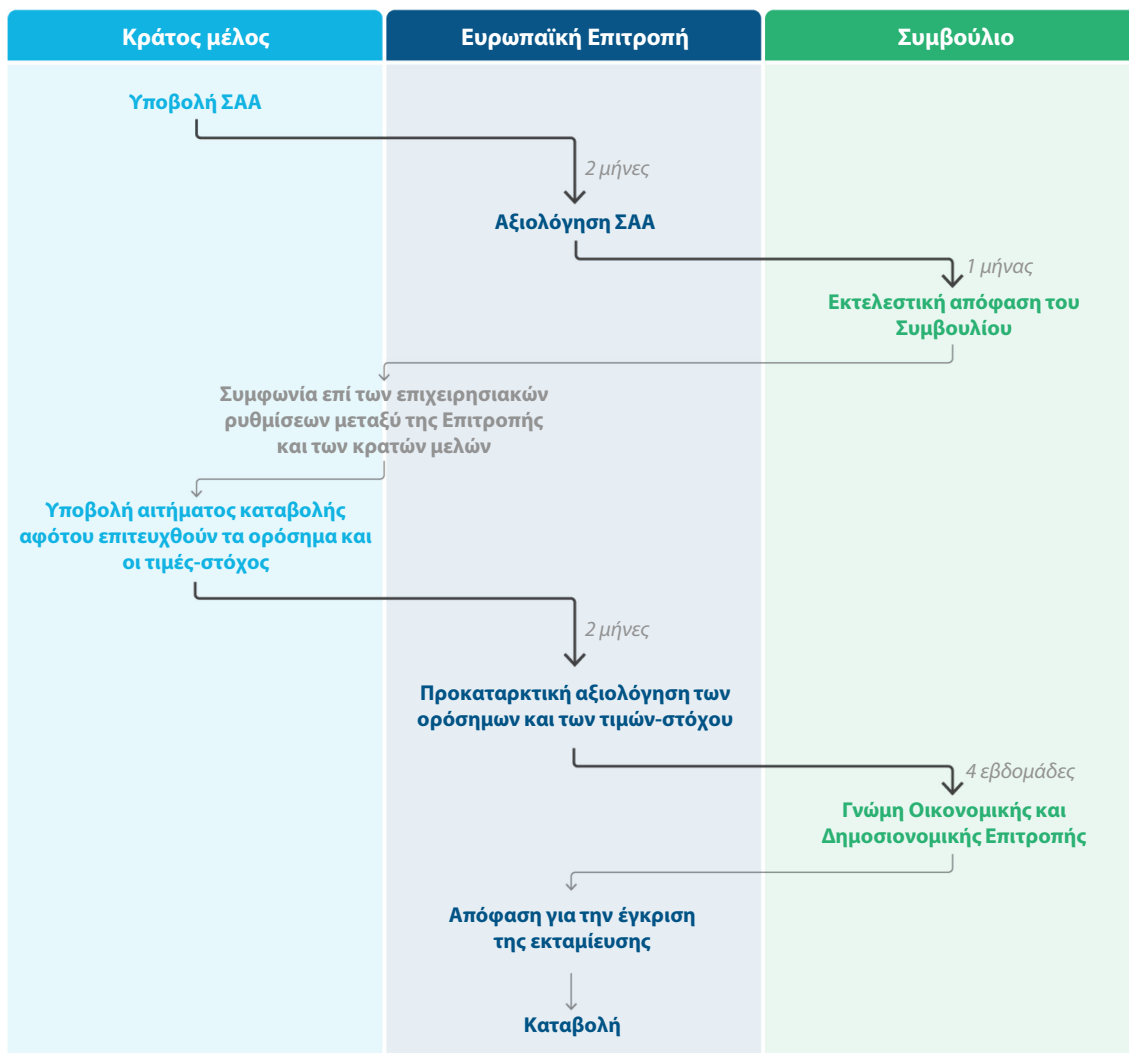 Κράτος μέλος
Ευρωπαϊκή Επιτροπή
Συμβούλιο
Υποβολή ΣΑΑ
2 μήνες
Αξιολόγηση ΣΑΑ
1 μήνας
Εκτελεστική απόφαση του
Συμβουλίου
Συμφωνία επί των επιχειρησιακών
ρυθμίσεων μεταξύ της Επιτροπής
και των κρατών μελών
Υποβολή αιτήματος καταβολής
αφότου επιτευχθούν τα ορόσημα και
οι τιμές-στόχος
2 μήνες
Προκαταρκτική αξιολόγηση των
ορόσημων και των τιμών-στόχου
4 εβδομάδες
Γνώμη Οικονομικής και
Δημοσιονομικής Επιτροπής
Απόφαση για την έγκριση
της εκταμίευσης
Καταβολή